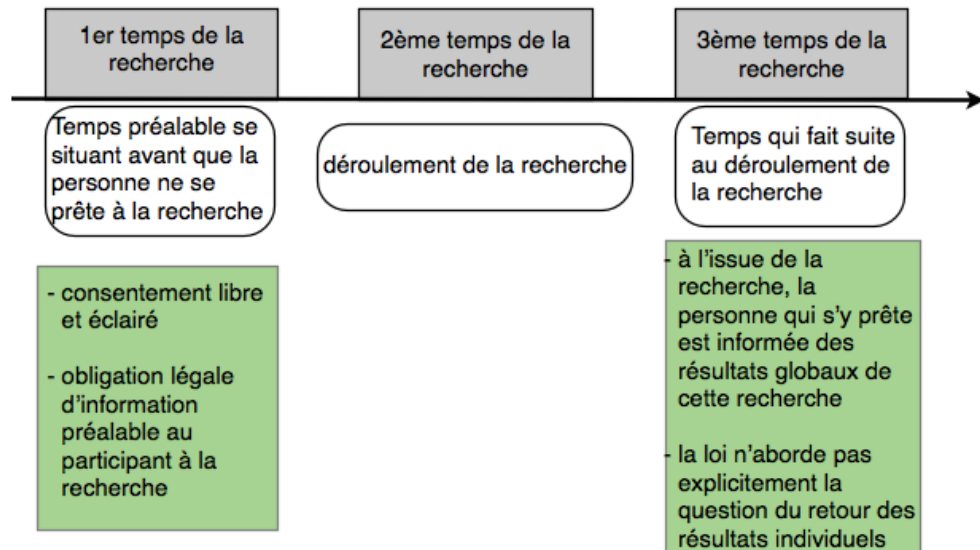 1er temps de la
recherche
2ème temps de la
recherche
3ème temps de la
recherche
Temps préalable se
situant avant que la
personne ne se
prête à la recherche
déroulement de la recherche
Temps qui fait suite
au déroulement de
la recherche
- consentement libre
et éclairé
- obligation légale
d'information
préalable au
participant à la
recherche
- à l'issue de la
recherche, la
personne qui s'y prête
est informée des
résultats globaux de
cette recherche
- la loi n'aborde pas
explicitement la
question du retour des
résultats individuels